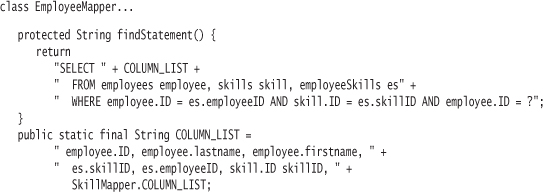 class EmployeeMapper...
protected String findStatement() {
return
"SELECT " + COLUMN_LIST +
"  FROM employees employee, skills skill, employeeSkills es" +
"  WHERE employee.ID = es.employeeID AND skill.ID = es.skillID AND employee.ID = ?";
}
public static final String COLUMN_LIST =
" employee.ID, employee.lastname, employee.firstname, " +
"  es.skillID, es.employeeID, skill.ID skillID, " +
SkillMapper.COLUMN_LIST;